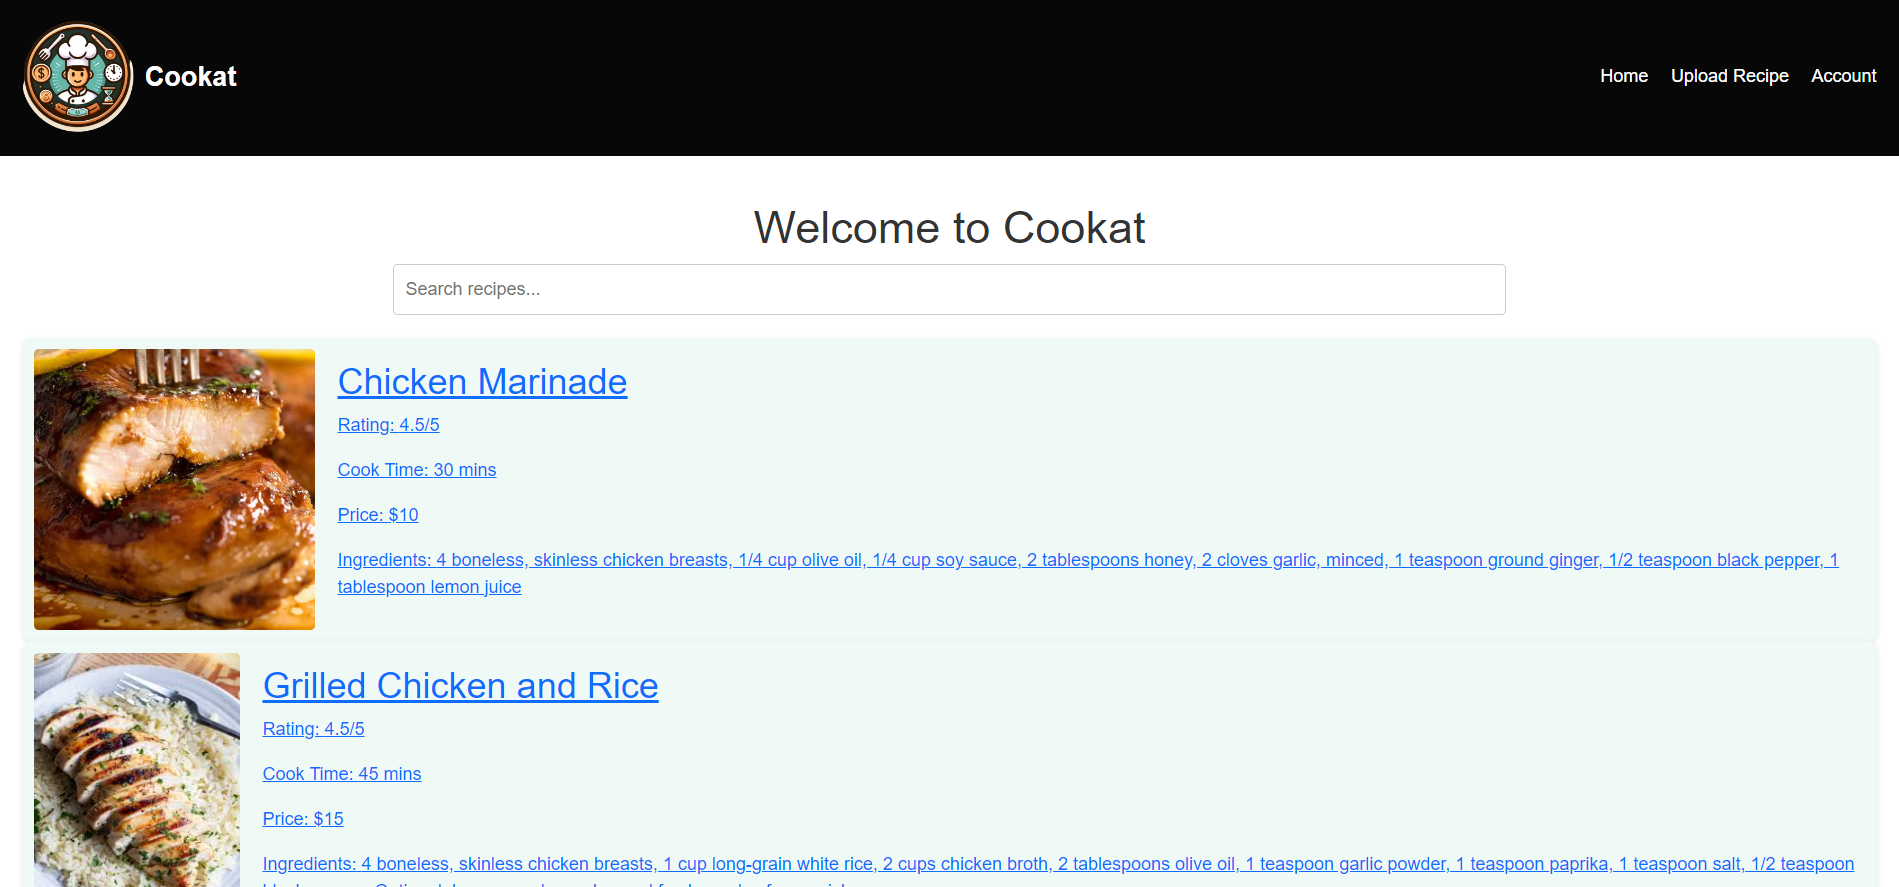 Cookat
Home
Upload Recipe
Account
Welcome to Cookat
Search recipes...
Chicken Marinade
Rating: 4.5/5
Cook Time: 30 mins
Price: $10
Ingredients: 4 boneless, skinless chicken breasts, 1/4 cup olive oil, 1/4 cup soy sauce, 2 tablespoons honey, 2 cloves garlic, minced, 1 teaspoon ground ginger, 1/2 teaspoon black pepper, 1
tablespoon lemon juice
Grilled Chicken and Rice
Rating: 4.5/5
Cook Time: 45 mins
Price: $15
Ingredients: 4 boneless, skinless chicken breasts, 1 cup long-grain white rice, 2 cups chicken broth, 2 tablespoons olive oil, 1 teaspoon garlic powder, 1 teaspoon paprika, 1 teaspoon salt, 1/2 teaspoon